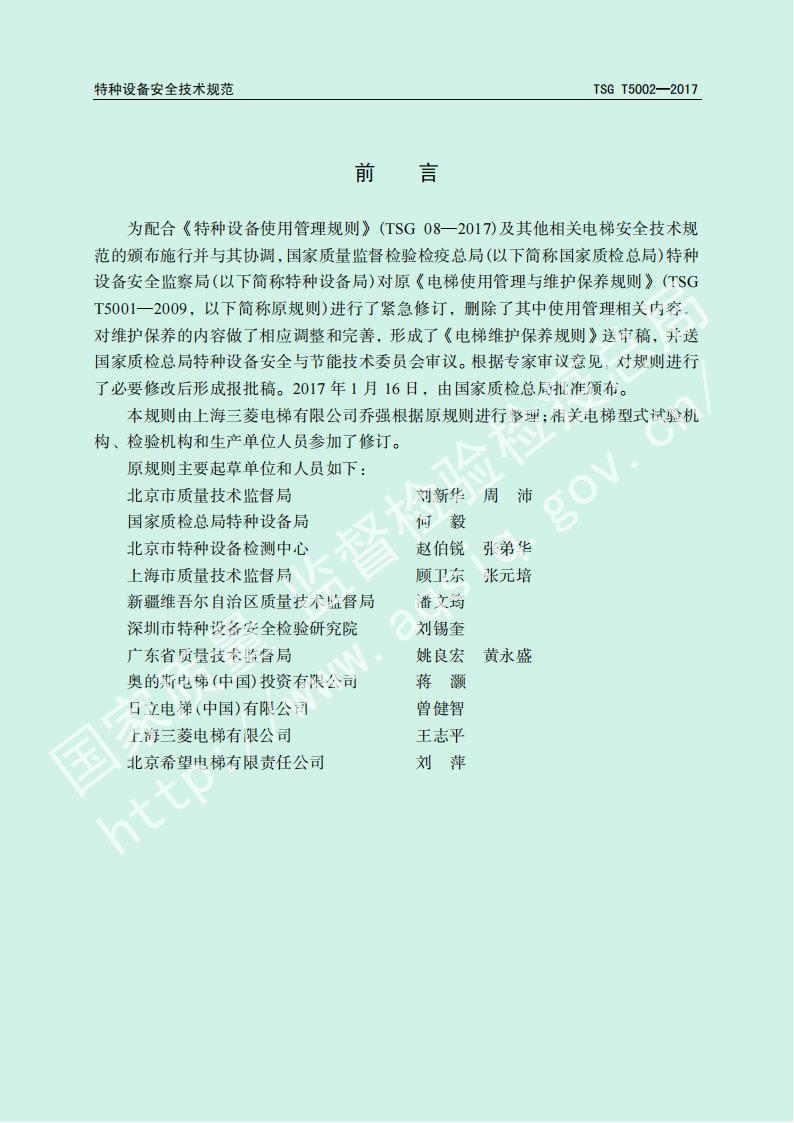 特种设备安全技术规范 TSG T5002—2017
前 言
为配合《特种设备使用管理规则》(TSG 08—2017)及其他相关电梯安全技术规
范的颁布施行并与其协调,国家质量监督检验检疫总局(以下简称国家质检总局)特种
设备安全监察局(以下简称特种设备局)对原《电梯使用管理与维护保养规则》(TSG
T5001—2009，以下简称原规则)进行了紧急修订，删除了其中使用管理相关内容，
对维护保养的内容做了相应调整和完善，形成了《电梯维护保养规则》送审稿，并送
国家质检总局特种设备安全与节能技术委员会审议。根据专家审议意见，对规则进行
了必要修改后形成报批稿。2017 年 1 月 16 日，由国家质检总局批准颁布。
本规则由上海三菱电梯有限公司乔强根据原规则进行整理;相关电梯型式试验机
构、检验机构和生产单位人员参加了修订。
原规则主要起草单位和人员如下：
北京市质量技术监督局 刘新华 周 沛
国家质检总局特种设备局 何 毅
北京市特种设备检测中心 赵伯锐 张弟华
上海市质量技术监督局 顾卫东 张元培
新疆维吾尔自治区质量技术监督局 潘文筠
深圳市特种设备安全检验研究院 刘锡奎
广东省质量技术监督局 姚良宏 黄永盛
奥的斯电梯(中国)投资有限公司 蒋 灏
日立电梯(中国)有限公司 曾健智
上海三菱电梯有限公司 王志平
北京希望电梯有限责任公司 刘 萍
国家质量监督检验检疫总局
http://www.aqsiq.gov.cn/